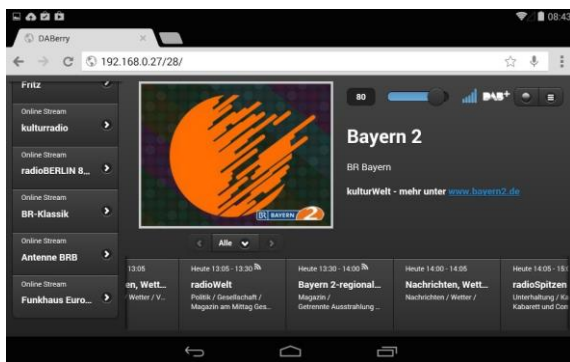 08:43
DABerry
192.168.0.27/28/
Fritz
Online Stream
kulturradio
Online Stream
radioBERLIN 8...
Online Stream
BR-Klassik
Online Stream
Antenne BRB
Online Stream
Funkhaus Euro...
BAYERN 2
80
DAB+
Bayern 2
BR Bayern
kulturWelt - mehr unter www.bayern2.de
Alle
13:05
en, Wett...
Wetter / V...
Heute 13:05 - 13:30
radioWelt
Politik / Gesellschaft /
Magazin am Mittag Ges..
Heute 13:30 - 14:00
Bayern 2-regional...
Magazin /
Getrennte Ausstrahlung ..
Heute 14:00 - 14:05
Nachrichten, Wett...
Nachrichten / Wetter /
Heute 14:05 - 15:0
radioSpitzen
Unterhaltung / Ka
Kabarett und Con